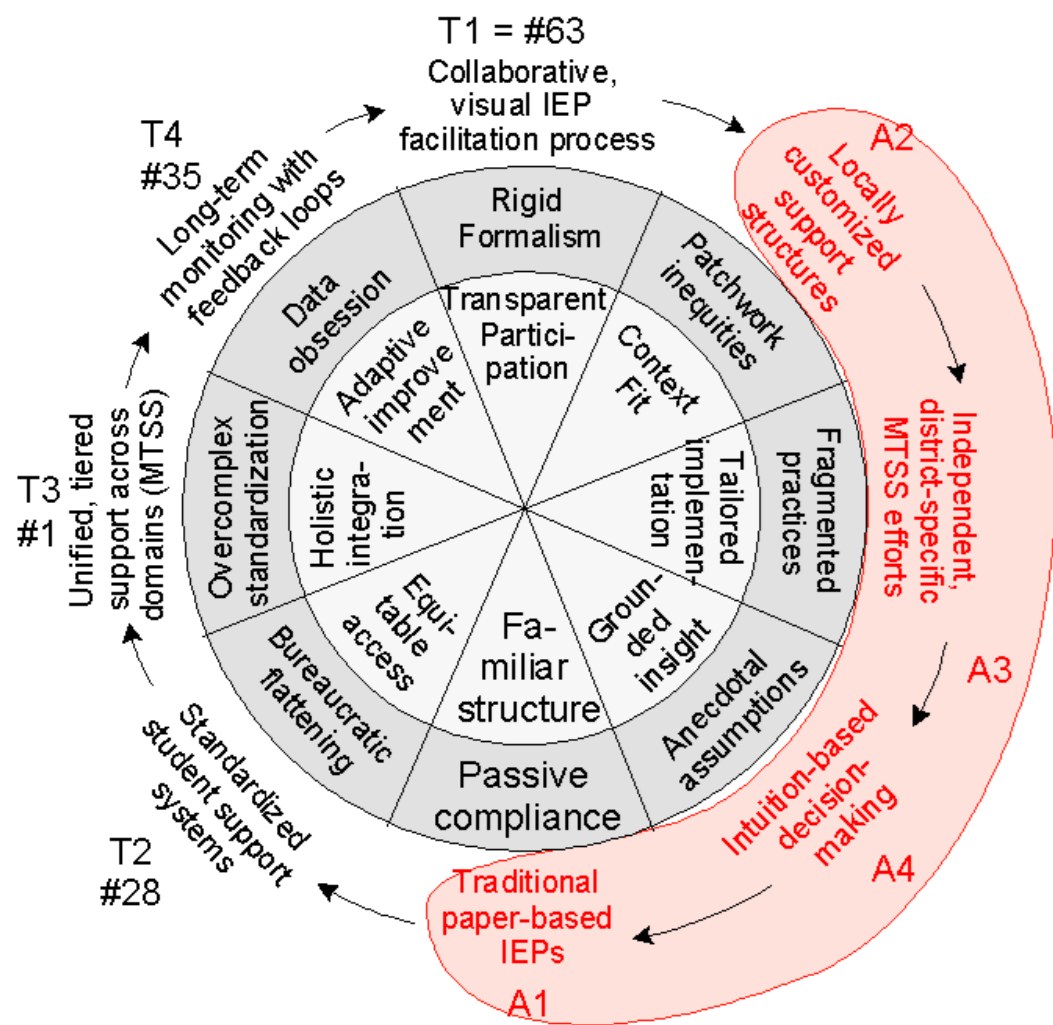 T1 = #63
Collaborative,
visual IEP
facilitation process
A2
Locally
customized
support
structures
Independent,
district-specific
MTSS efforts
A3
Intuition-based
decision-
making
A4
Traditional
paper-based
IEPs
A1
Standardized
student support
systems
T2
#28
Unified, tiered
support across
domains (MTSS)
T3
#1
Long-term
monitoring with
feedback loops
T4
#35
Rigid
Formalism
Patchwork
inequities
Fragmented
practices
Anecdotal
assumptions
Passive
compliance
Bureaucratic
flattening
Overcomplex
standardization
Data
obsession
Transparent
Partici-
pation
Context
Fit
Tailored
implemen-
tation
Groun-
ded
insight
Fa-
miliar
structure
Equi-
table
access
Holistic
integra-
tion
Adaptive
improve
ment